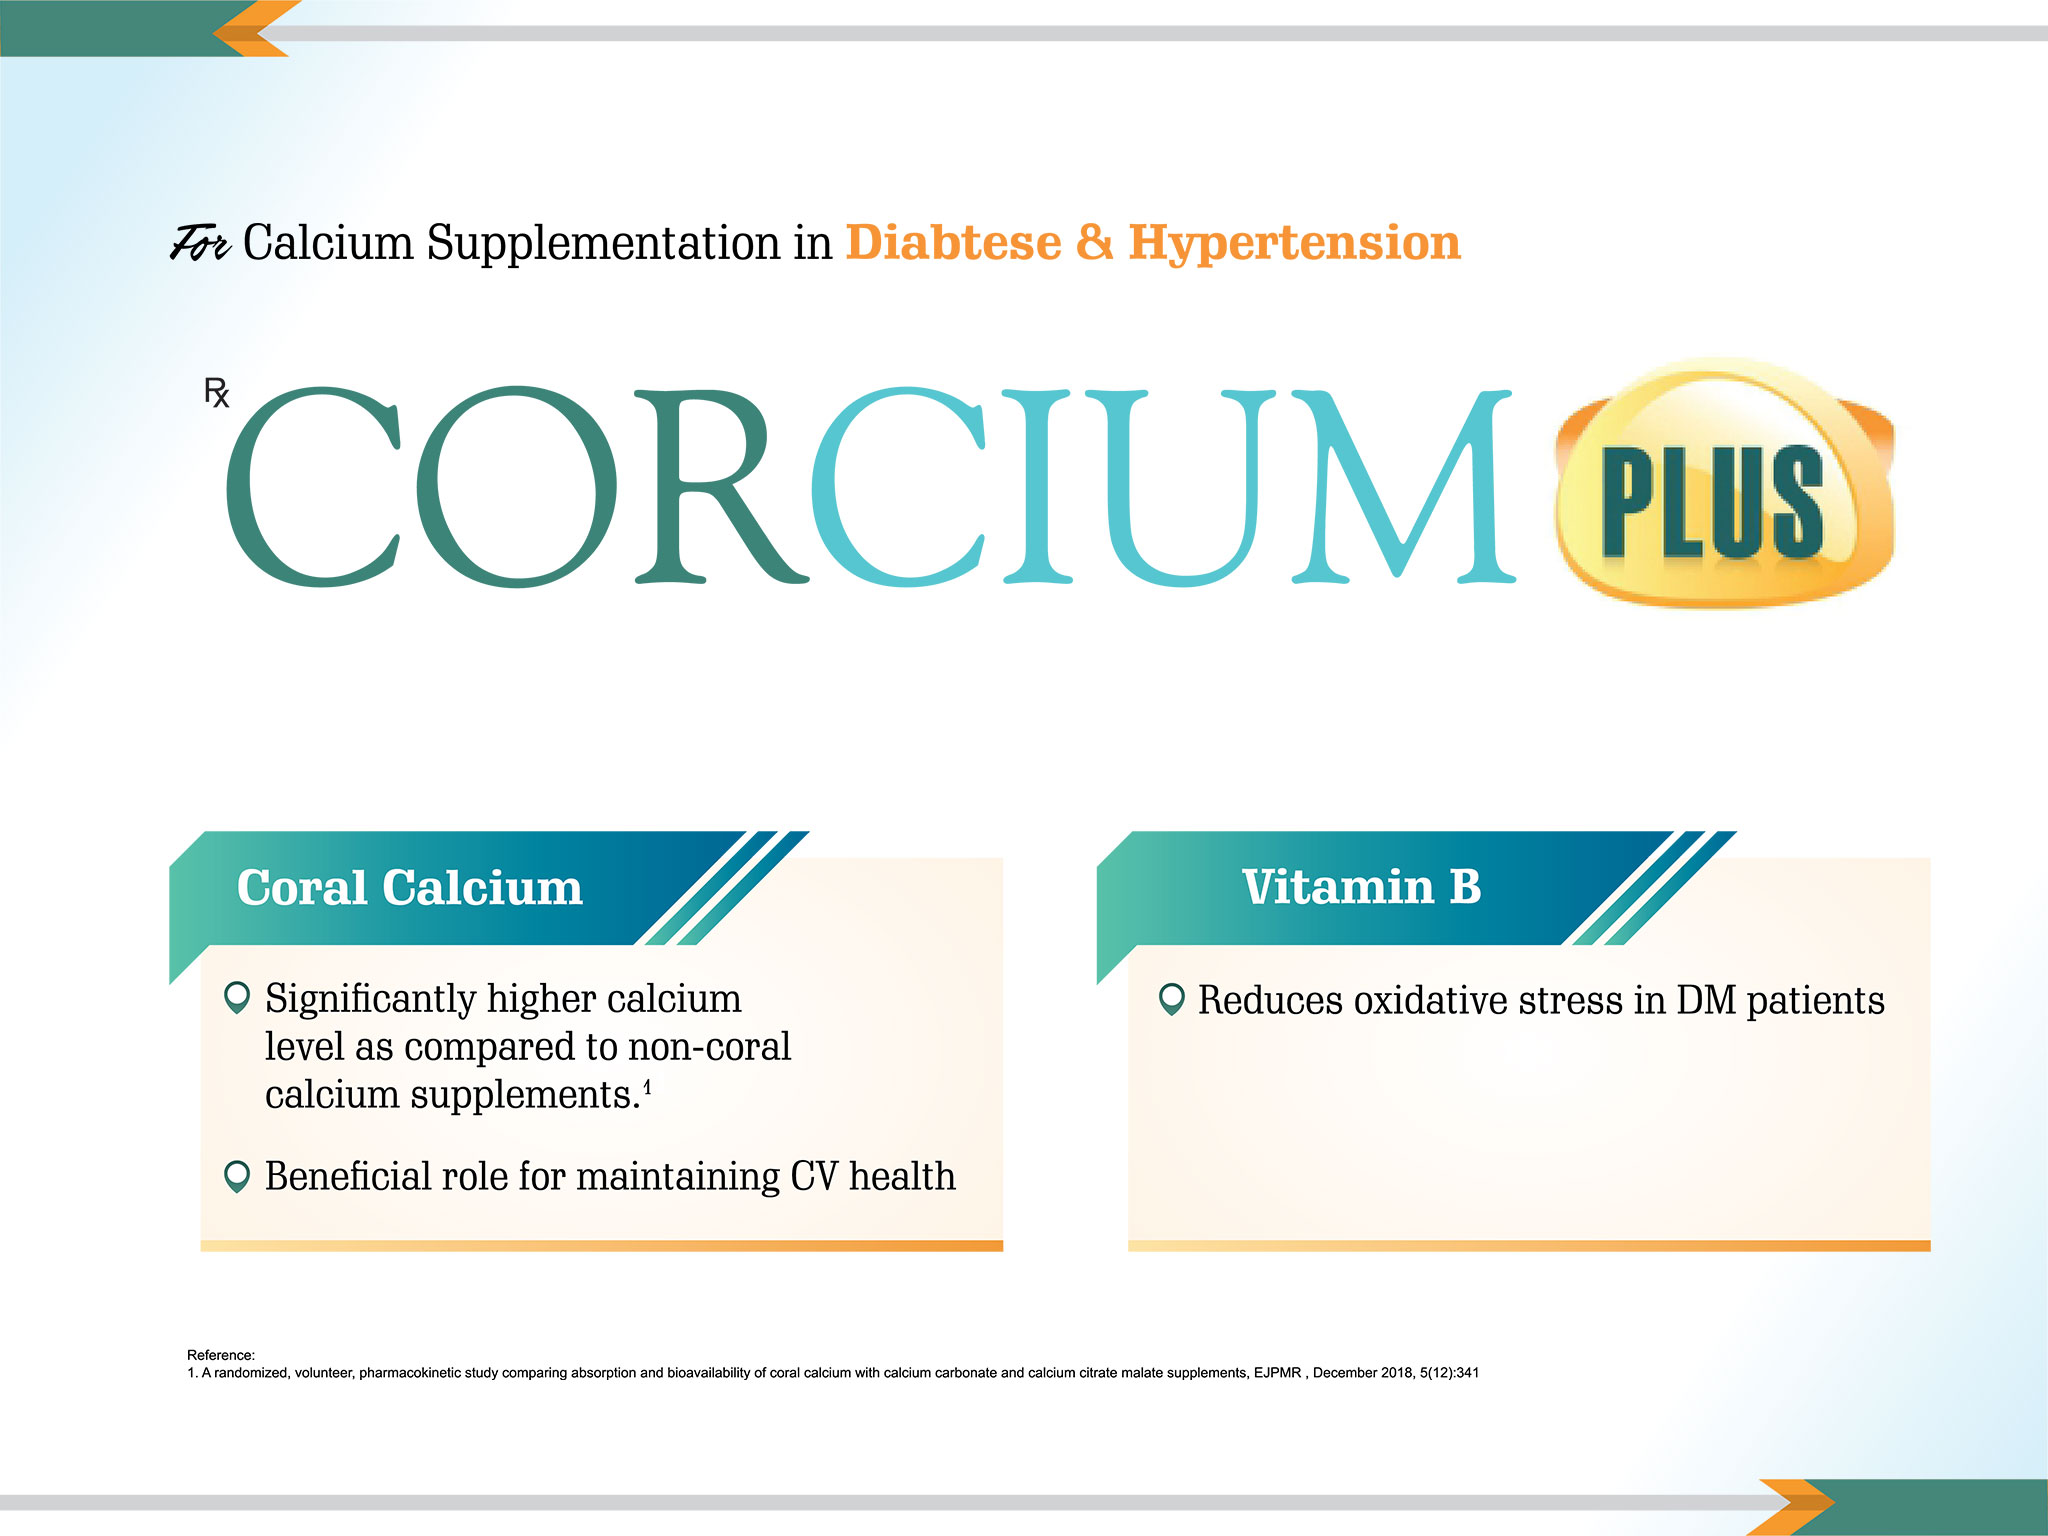 For Calcium Supplementation in Diabtese & Hypertension
Rx CORCIUM PLUS
Coral Calcium
Significantly higher calcium
level as compared to non-coral
calcium supplements.¹
Beneficial role for maintaining CV health
Vitamin B
Reduces oxidative stress in DM patients
Reference:
1. A randomized, volunteer, pharmacokinetic study comparing absorption and bioavailability of coral calcium with calcium carbonate and calcium citrate malate supplements, EJPMR , December 2018, 5(12):341